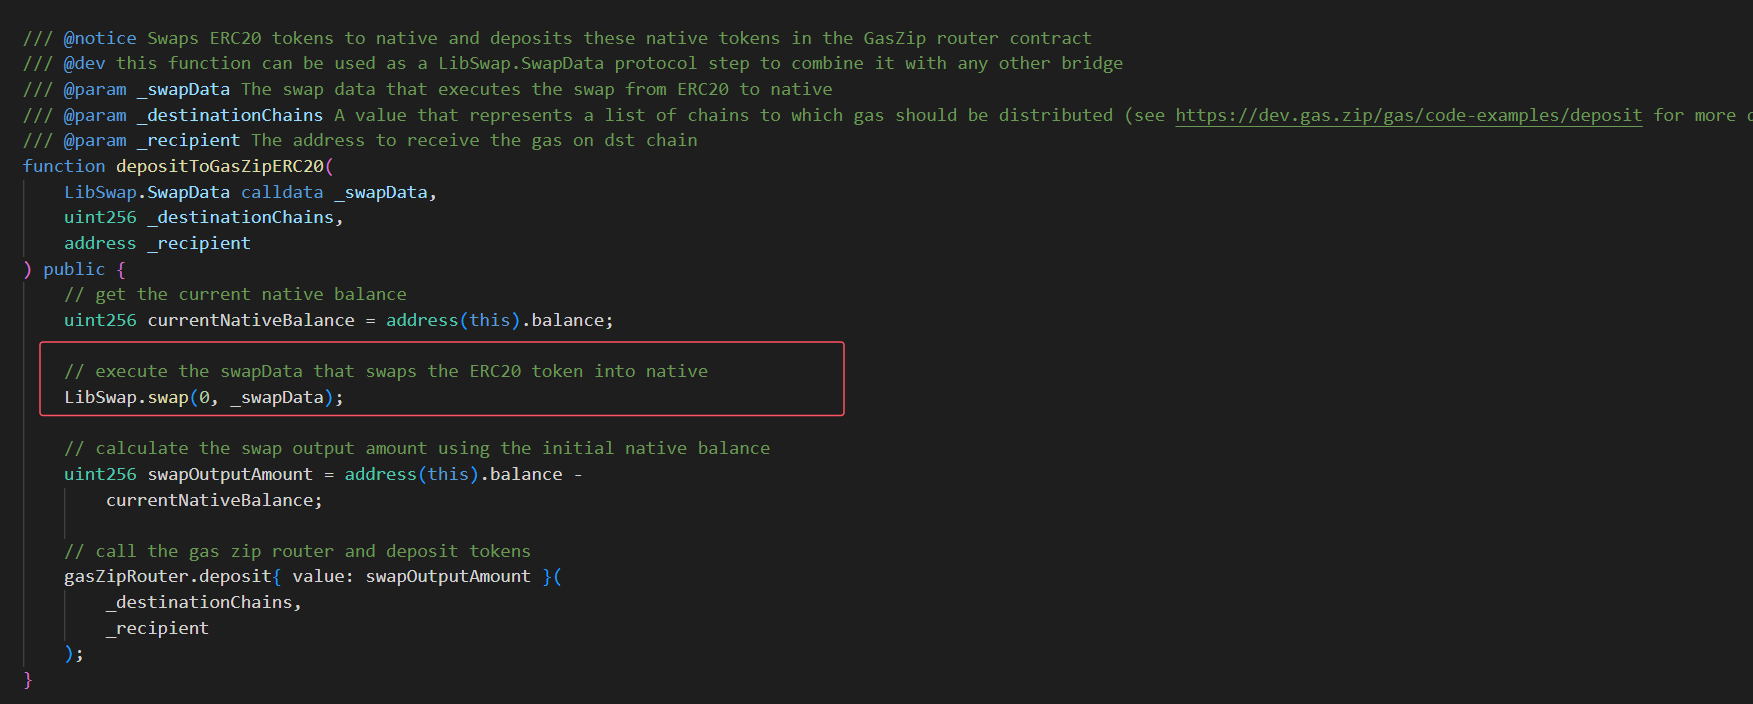 /// @notice Swaps ERC20 tokens to native and deposits these native tokens in the GasZip router contract
/// @dev this function can be used as a LibSwap.SwapData protocol step to combine it with any other bridge
/// @param _swapData The swap data that executes the swap from ERC20 to native
/// @param _destinationChains A value that represents a list of chains to which gas should be distributed (see https://dev.gas.zip/gas/code-examples/deposit for more
/// @param _recipient The address to receive the gas on dst chain
function depositToGasZipERC20(
LibSwap.SwapData calldata _swapData,
uint256 _destinationChains,
address _recipient
) public {
// get the current native balance
uint256 currentNativeBalance = address(this).balance;
// execute the swapData that swaps the ERC20 token into native
LibSwap.swap(0, _swapData);
// calculate the swap output amount using the initial native balance
uint256 swapOutputAmount = address(this).balance -
currentNativeBalance;
// call the gas zip router and deposit tokens
gasZipRouter.deposit{ value: swapOutputAmount }(
_destinationChains,
_recipient
);
}